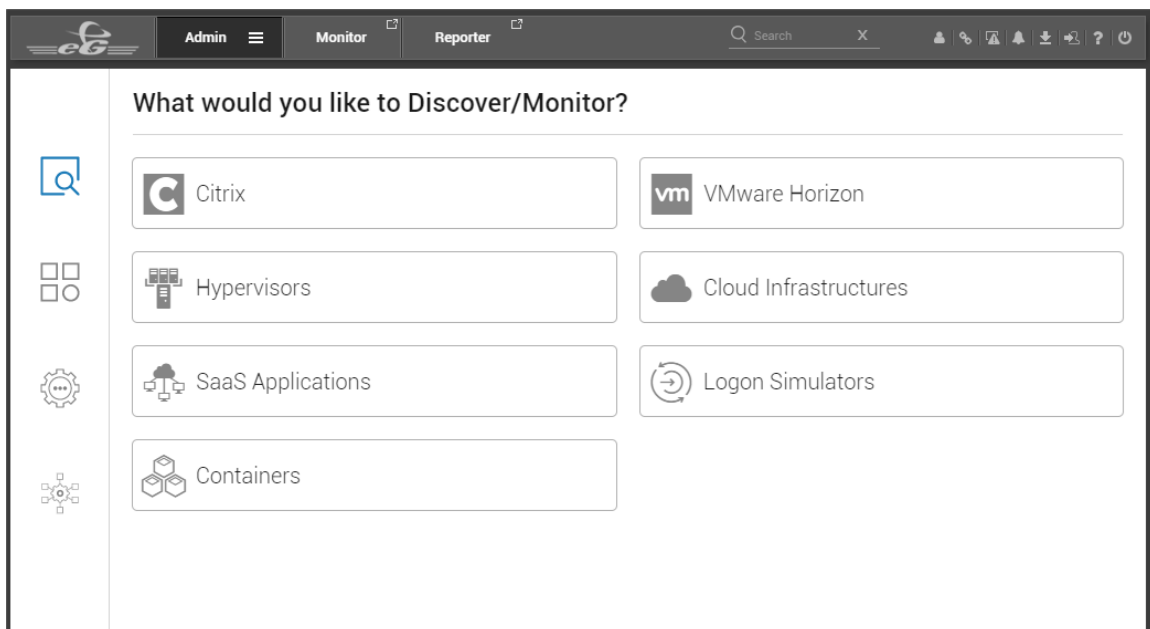 eG
Admin
Monitor
Reporter
Search X
?
What would you like to Discover/Monitor?
C Citrix
vm VMware Horizon
Hypervisors
Cloud Infrastructures
SaaS Applications
Logon Simulators
Containers